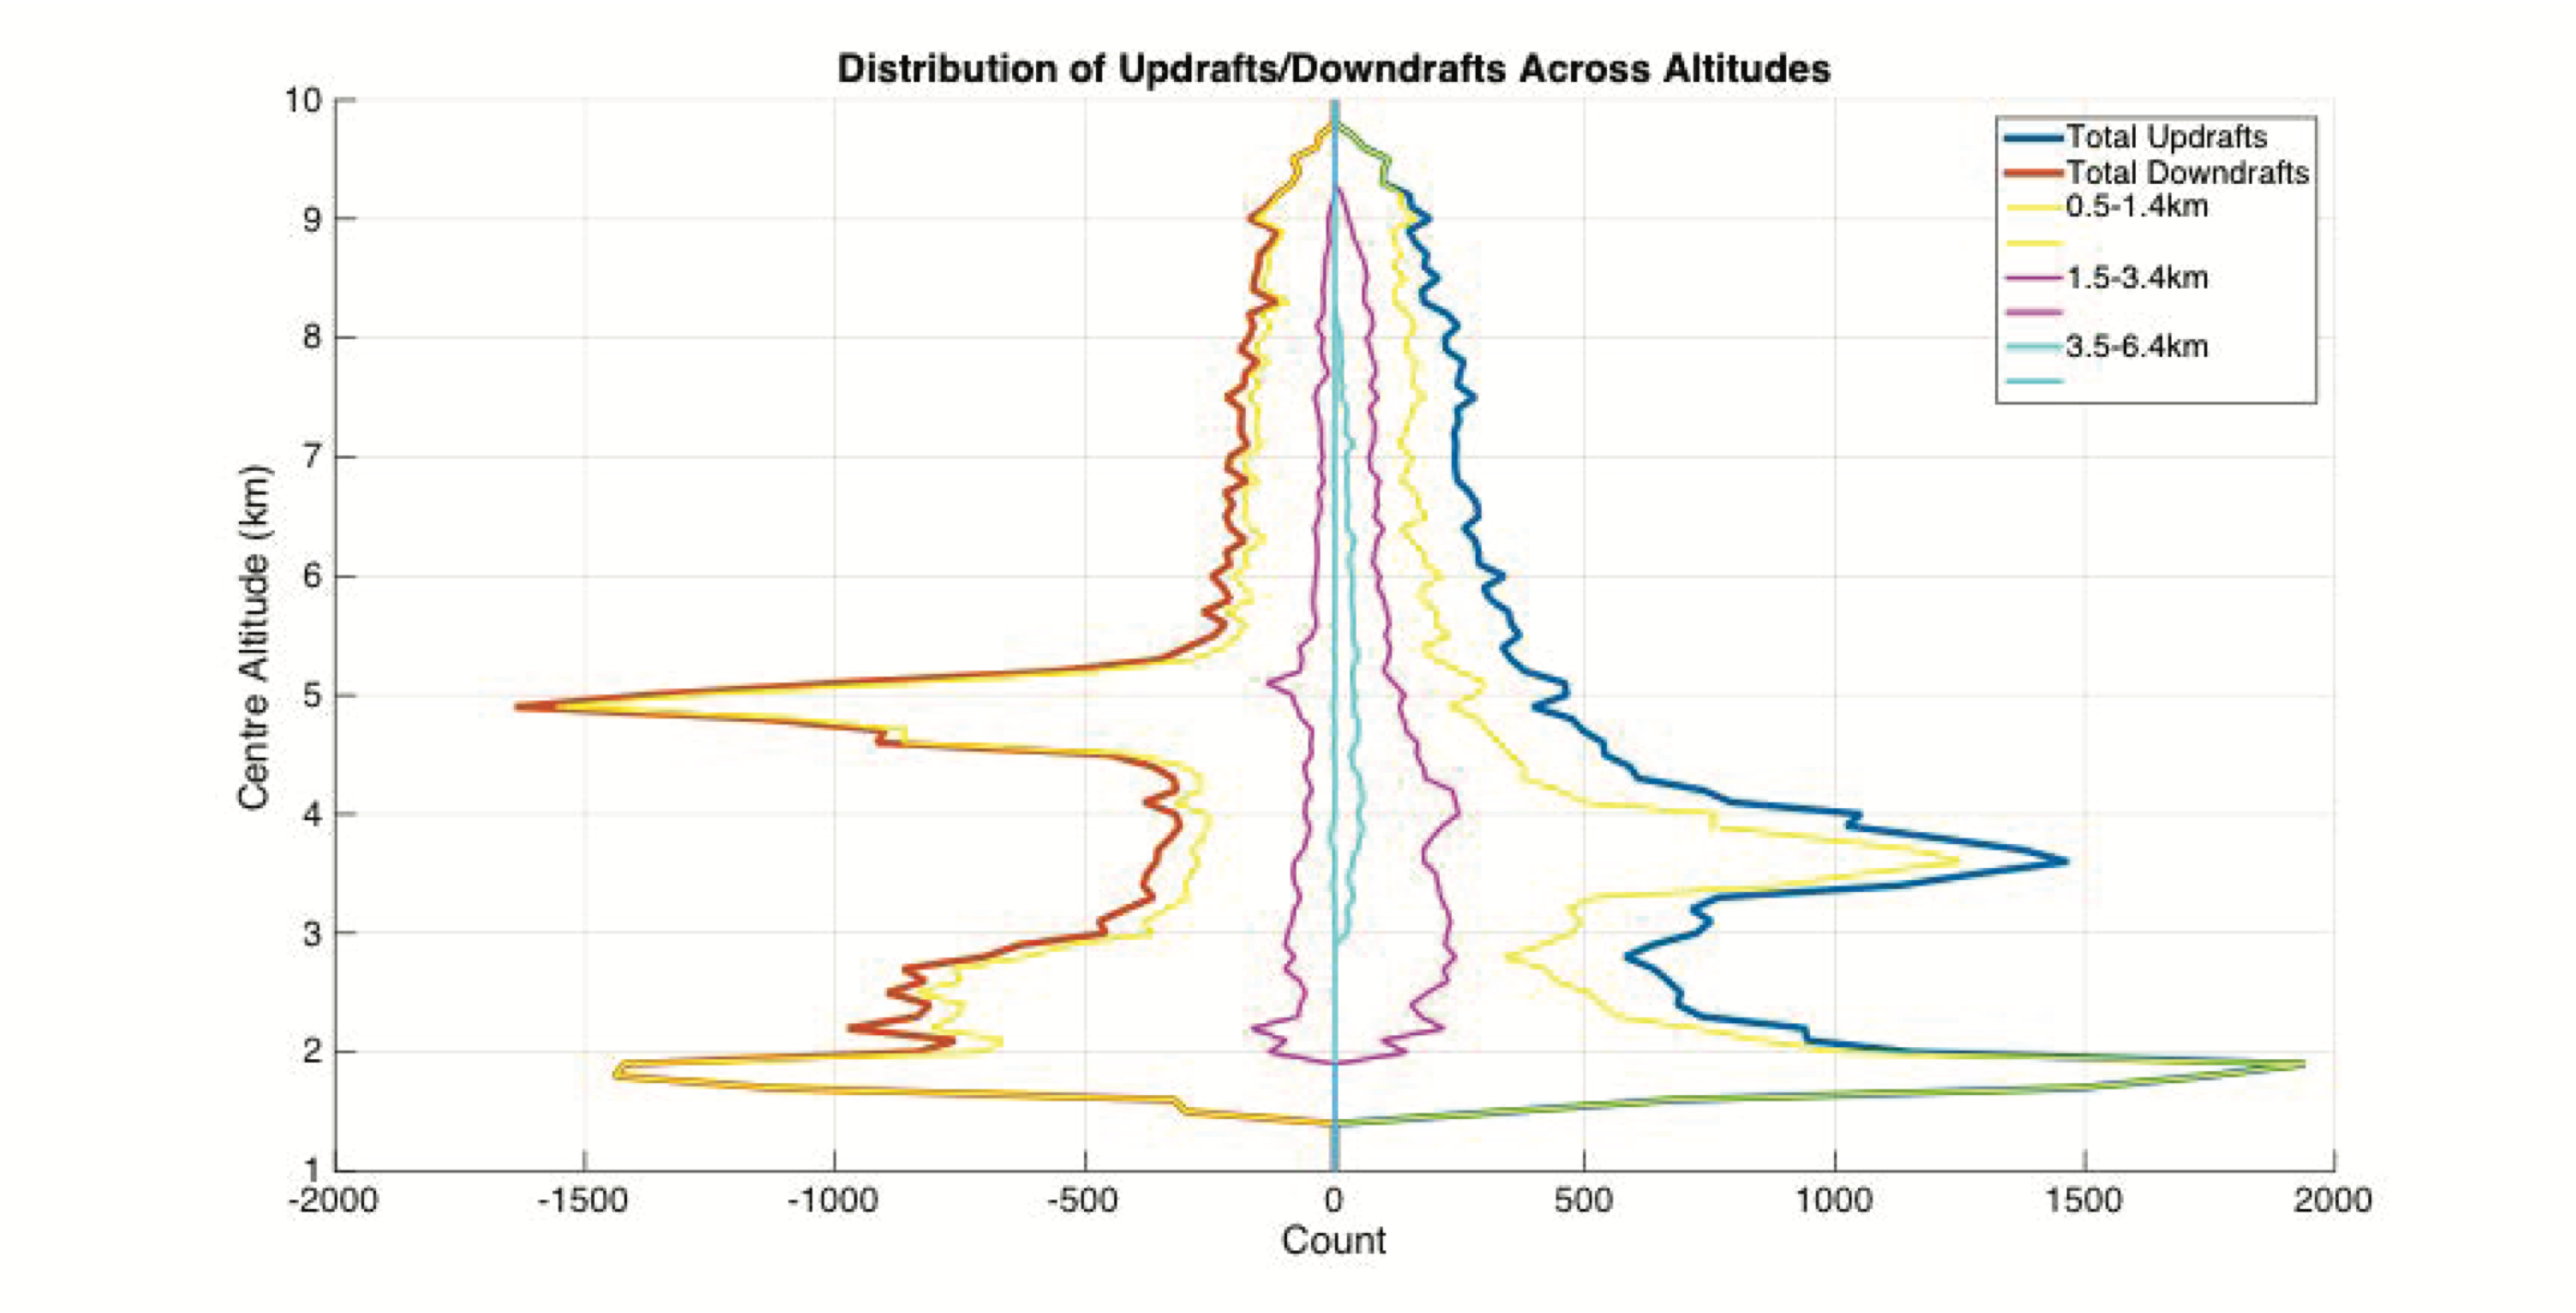 Distribution of Updrafts/Downdrafts Across Altitudes
10
9
8
7
6
5
4
3
2
1
Centre Altitude (km)
Total Updrafts
Total Downdrafts
0.5-1.4km
1.5-3.4km
3.5-6.4km
-2000 -1500 -1000 -500 0 500 1000 1500 2000
Count